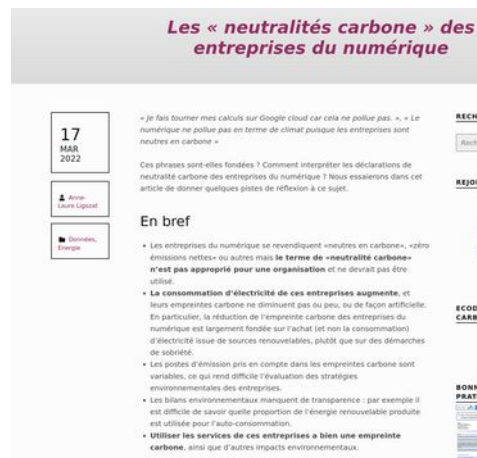 Les « neutralités carbone » des
entreprises du numérique
17
MAR
2022
Anne-
Laure Ligozat
Données,
Energie
« Je fais tourner mes calculs sur Google cloud car cela ne pollue pas. », « Le
numérique ne pollue pas en terme de climat puisque les entreprises sont
neutres en carbone »
Ces phrases sont-elles fondées ? Comment interpréter les déclarations de
neutralité carbone des entreprises du numérique ? Nous essaierons dans cet
article de donner quelques pistes de réflexion à ce sujet.
En bref
• Les entreprises du numérique se revendiquent «neutres en carbone», «zéro
émissions nettes» ou autres mais le terme de «neutralité carbone»
n'est pas approprié pour une organisation et ne devrait pas être
utilisé.
• La consommation d'électricité de ces entreprises augmente, et
leurs empreintes carbone ne diminuent pas ou peu, ou de façon artificielle.
En particulier, la réduction de l'empreinte carbone des entreprises du
numérique est largement fondée sur l'achat (et non la consommation)
d'électricité issue de sources renouvelables, plutôt que sur des démarches
de sobriété.
• Les postes d'émission pris en compte dans les empreintes carbone sont
variables, ce qui rend difficile l'évaluation des stratégies
environnementales des entreprises.
• Les bilans environnementaux manquent de transparence : par exemple il
est difficile de savoir quelle proportion de l'énergie renouvelable produite
est utilisée pour l'auto-consommation.
• Utiliser les services de ces entreprises a bien une empreinte
carbone, ainsi que d'autres impacts environnementaux.
RECH
Rech
REJOI
ECOD
CARB
BONN
PRAT